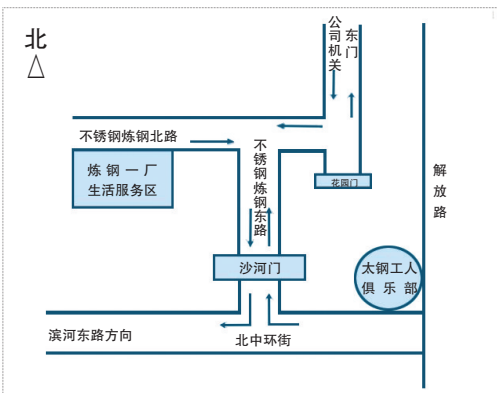 北
公司机关
东门
不锈钢炼钢北路
不锈钢炼钢东路
炼钢一厂
生活服务区
花园门
解放路
沙河门
太钢工人
俱乐部
滨河东路方向
北中环街